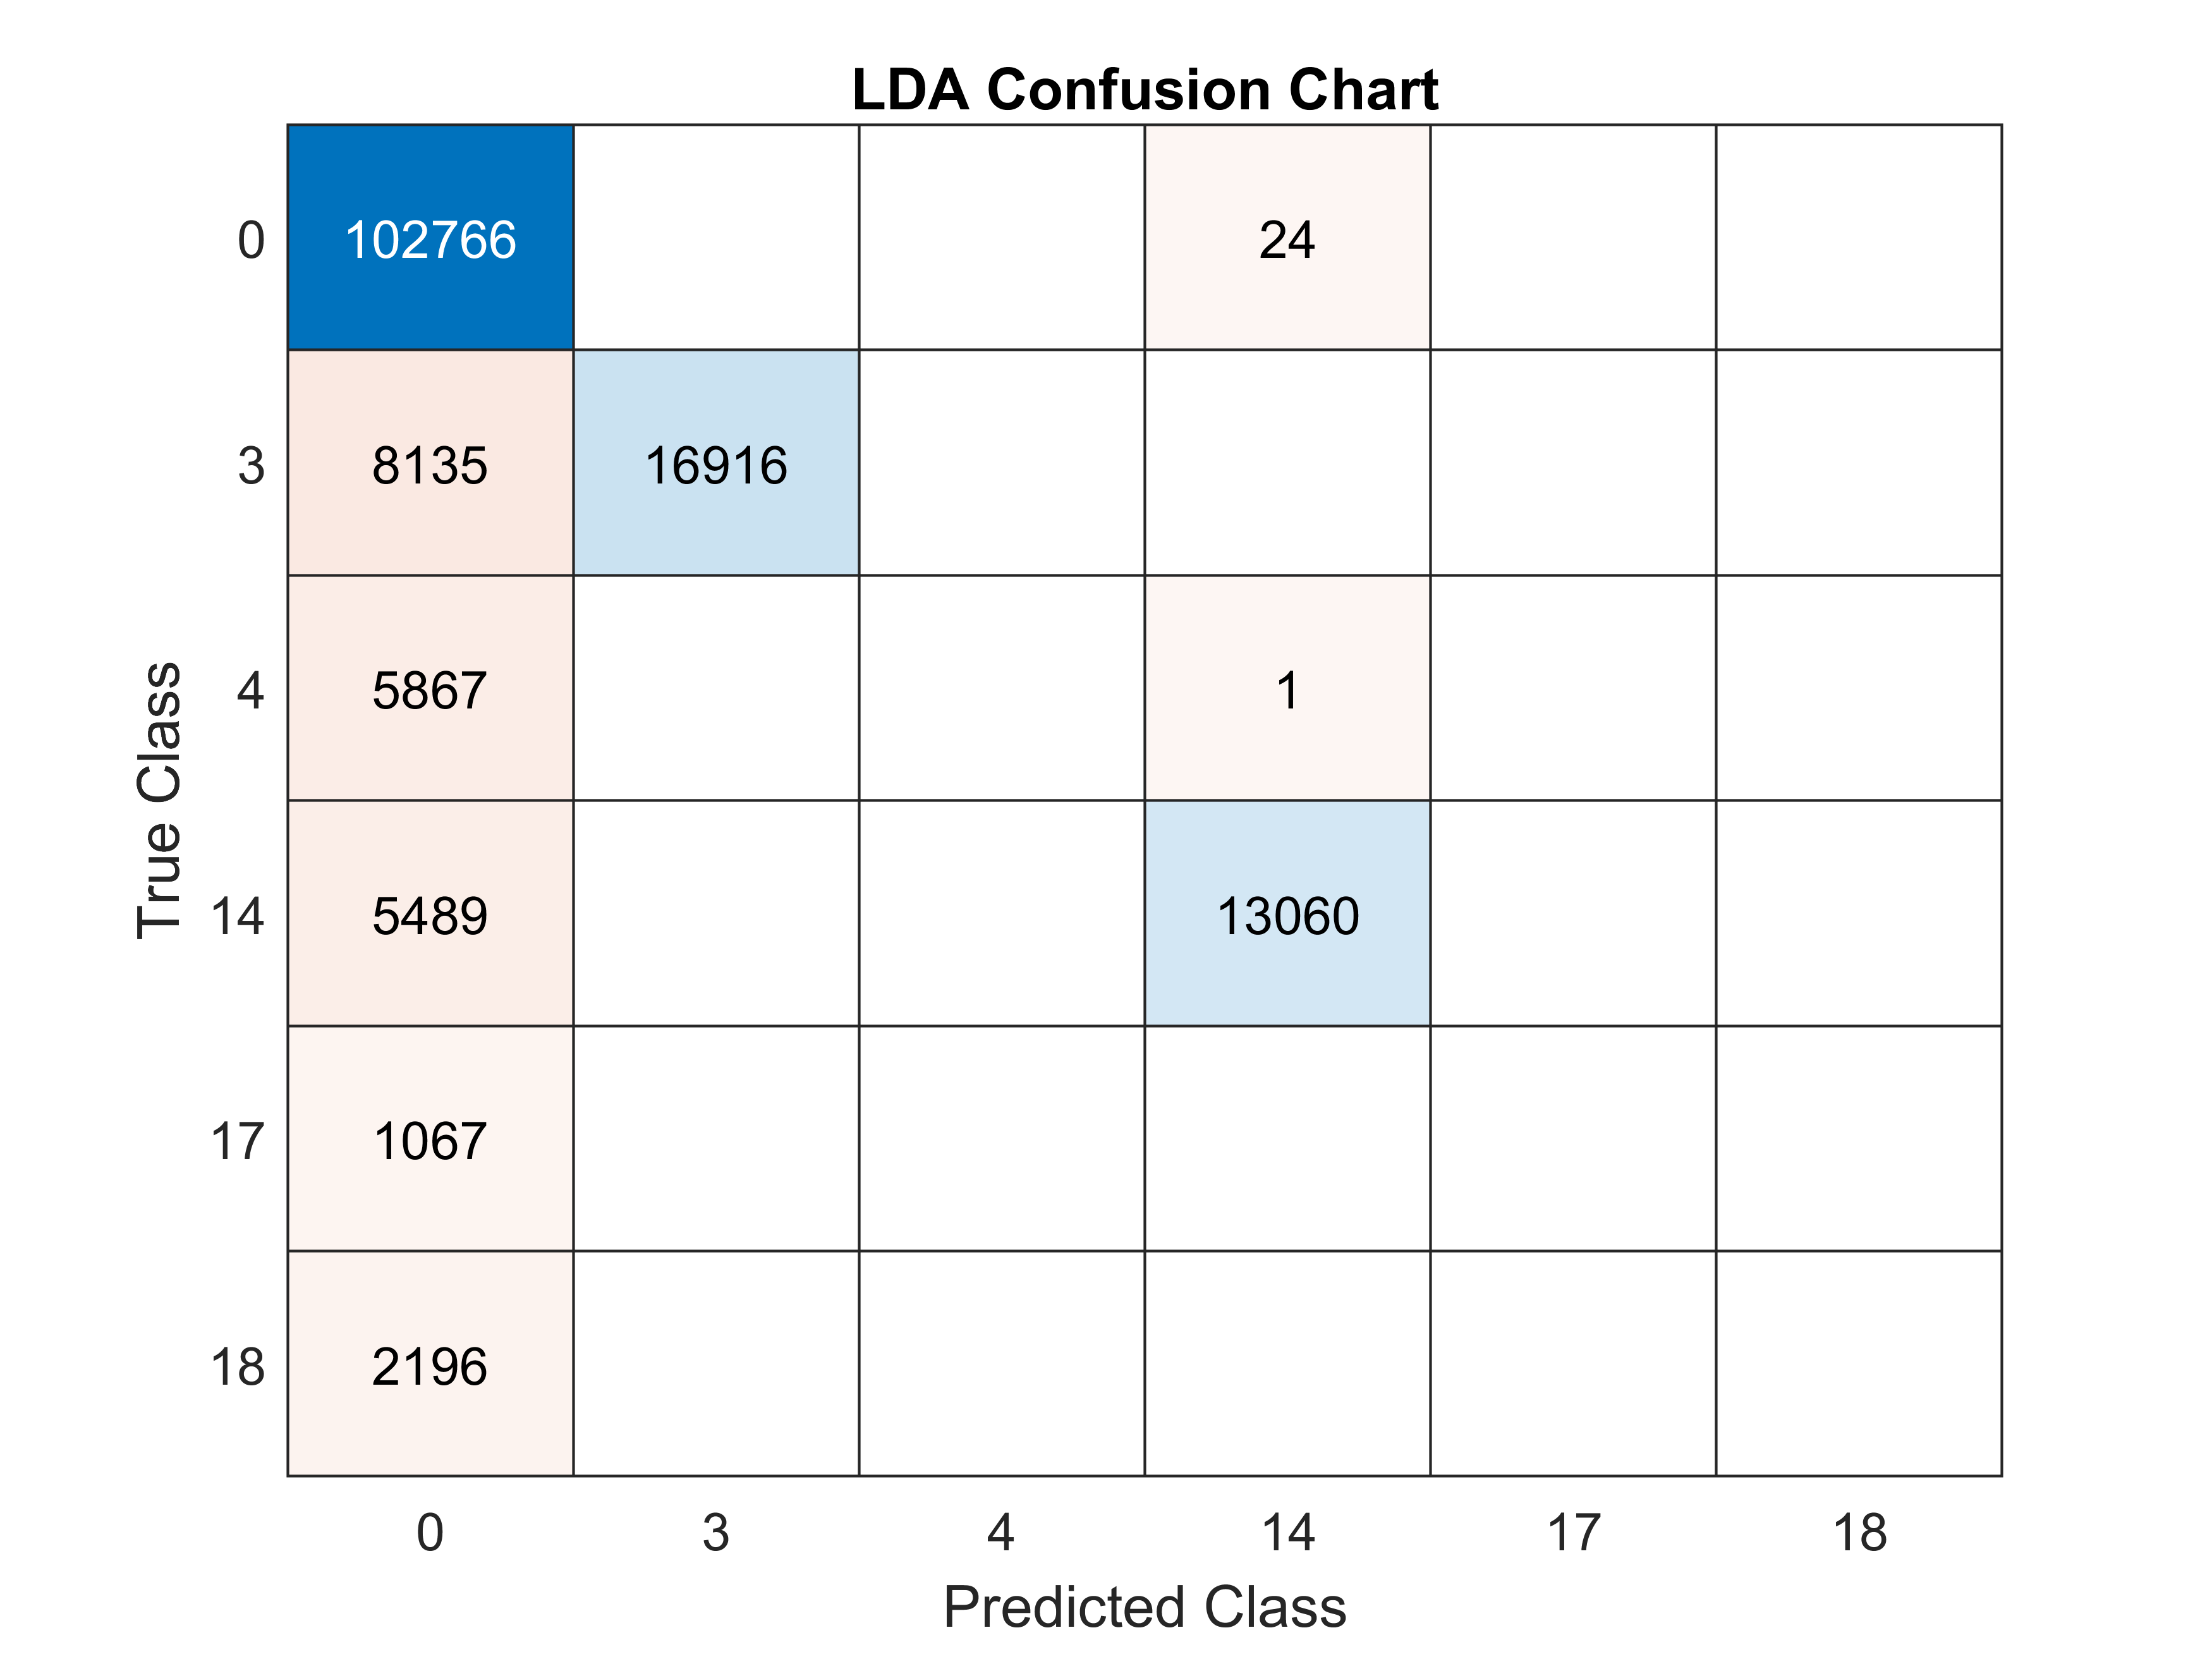 LDA Confusion Chart
0 102766 24
3 8135 16916
4 5867 1
14 5489 13060
17 1067
18 2196
0 3 4 14 17 18
Predicted Class
True Class